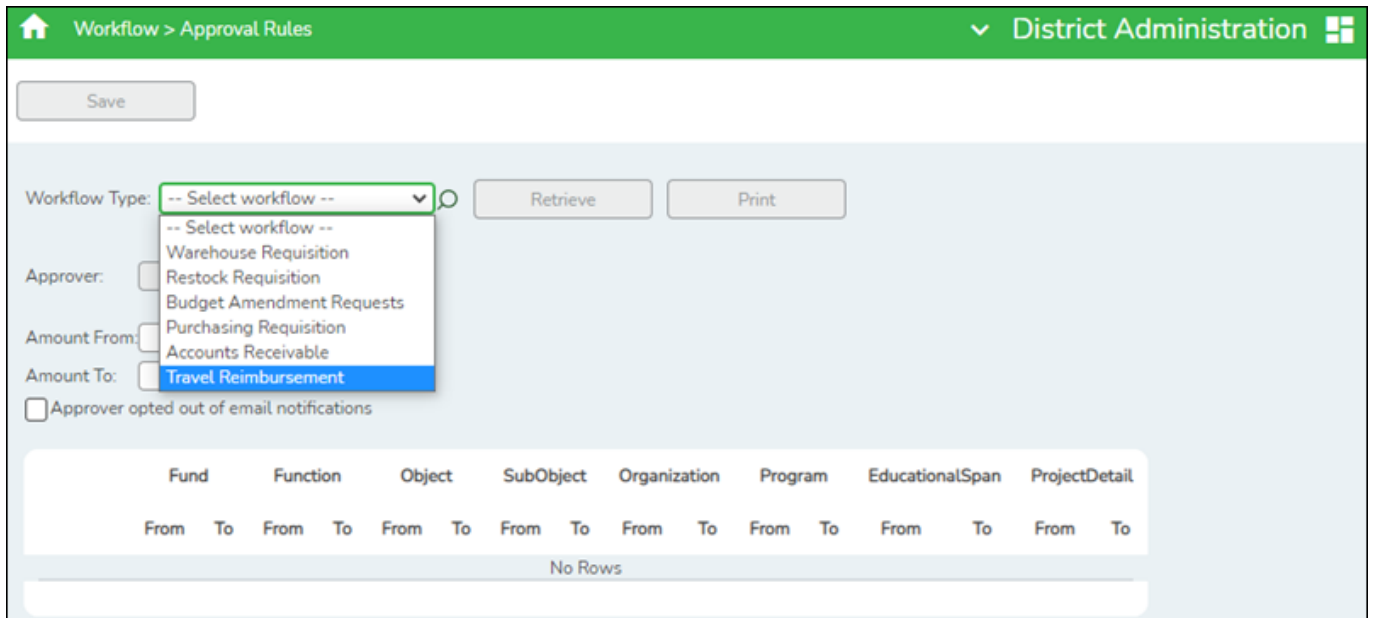 Workflow > Approval Rules District Administration
Save
Workflow Type: -- Select workflow -- Retrieve Print
-- Select workflow --
Warehouse Requisition
Approver: Restock Requisition
Budget Amendment Requests
Purchasing Requisition
Amount From:
Accounts Receivable
Amount To: Travel Reimbursement
Approver opted out of email notifications
Fund Function Object SubObject Organization Program EducationalSpan ProjectDetail
From To From To From To From To From To From To From To From To
No Rows